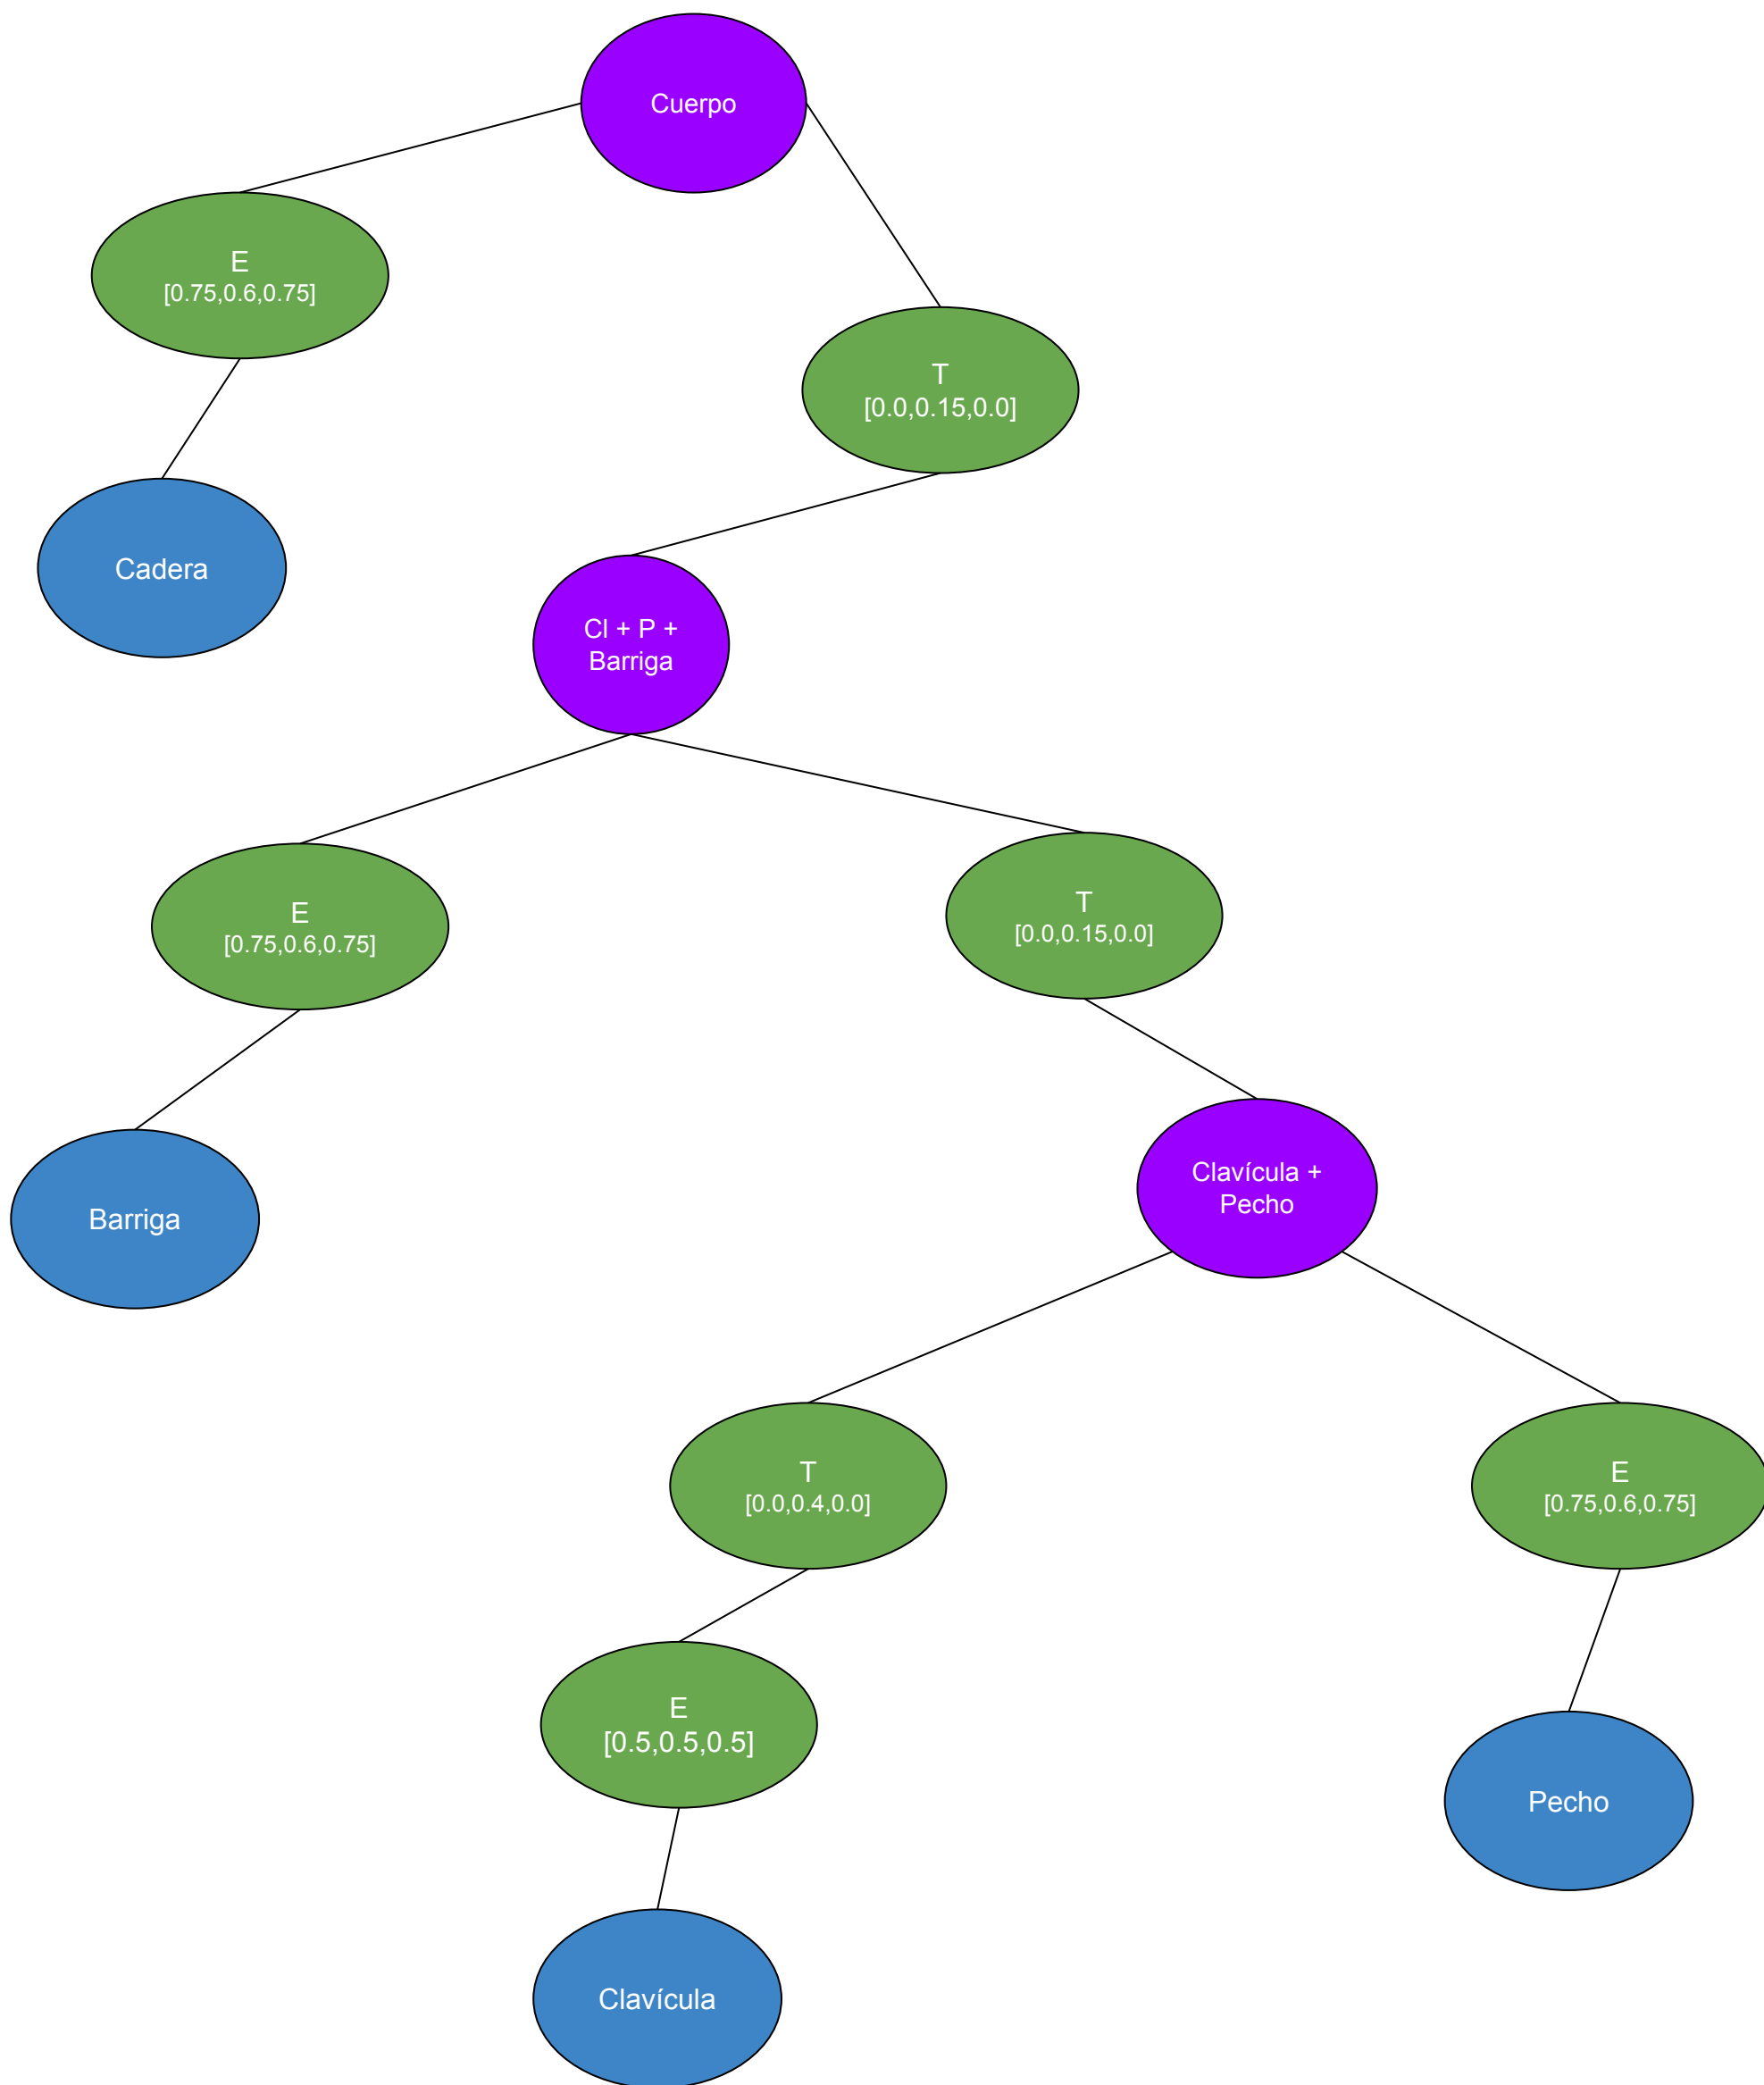 Cuerpo
E
[0.75,0.6,0.75]
T
[0.0,0.15,0.0]
Cadera
Cl + P +
Barriga
E
[0.75,0.6,0.75]
T
[0.0,0.15,0.0]
Barriga
Clavícula +
Pecho
T
[0.0,0.4,0.0]
E
[0.75,0.6,0.75]
E
[0.5,0.5,0.5]
Pecho
Clavícula